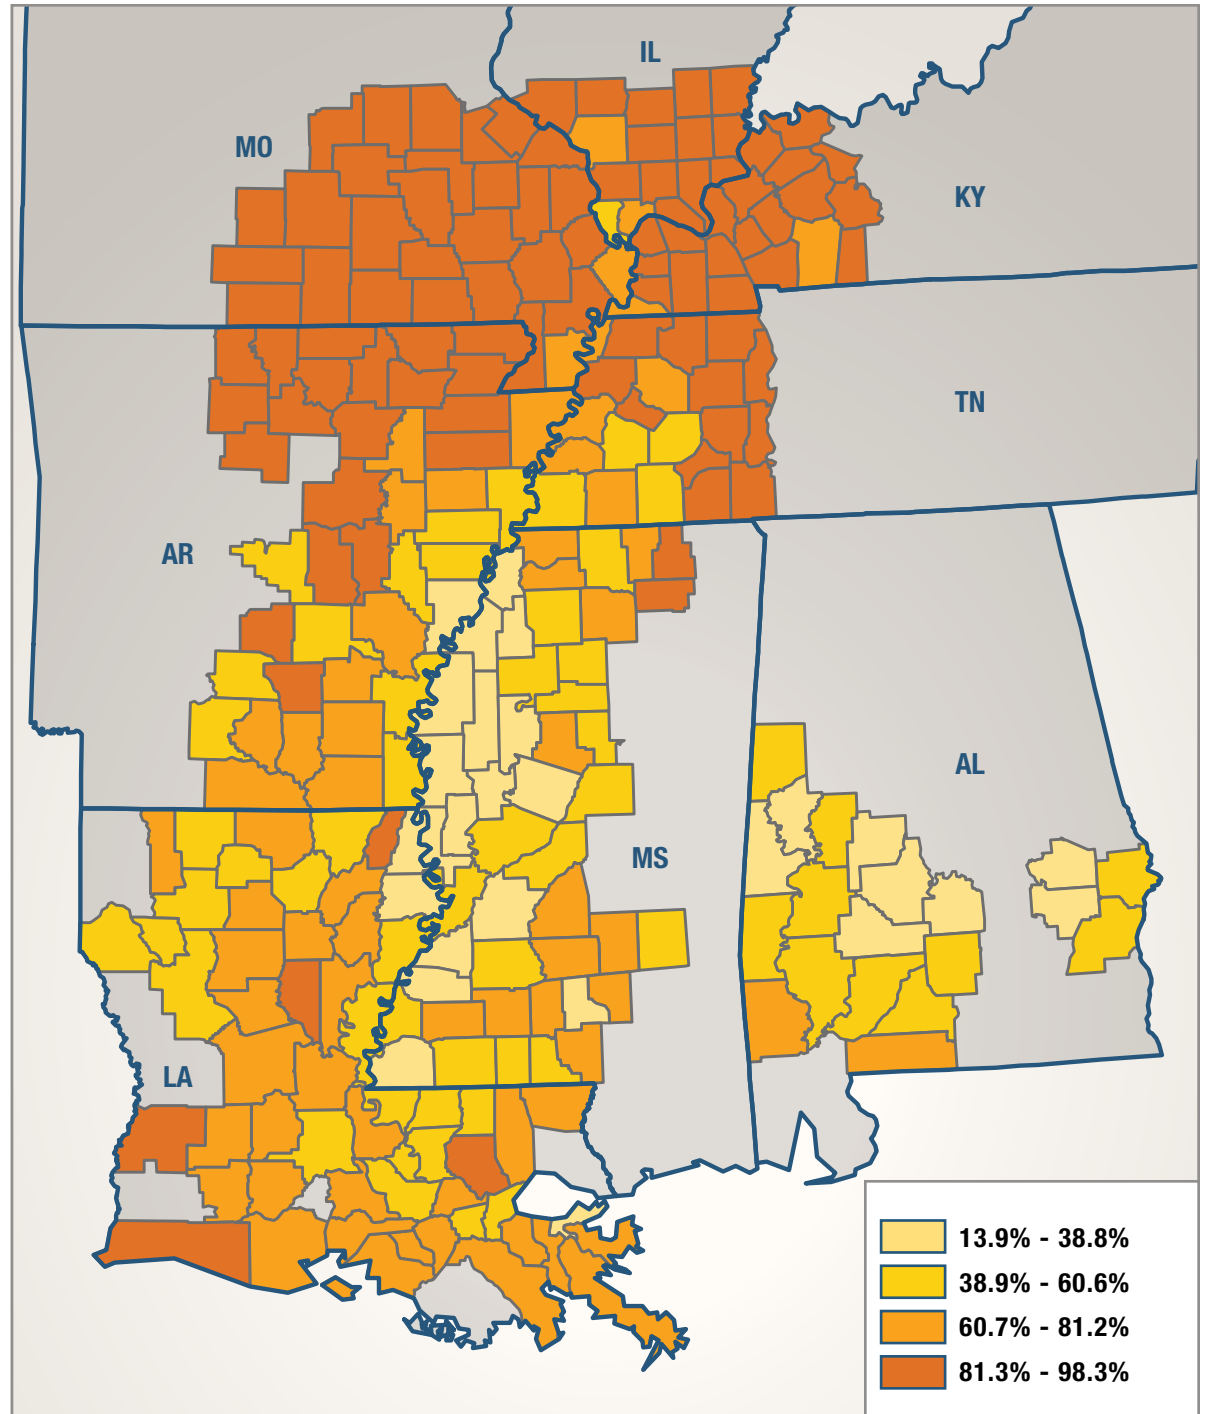 IL
MO
KY
TN
AR
AL
MS
LA
13.9% - 38.8%
38.9% - 60.6%
60.7% - 81.2%
81.3% - 98.3%